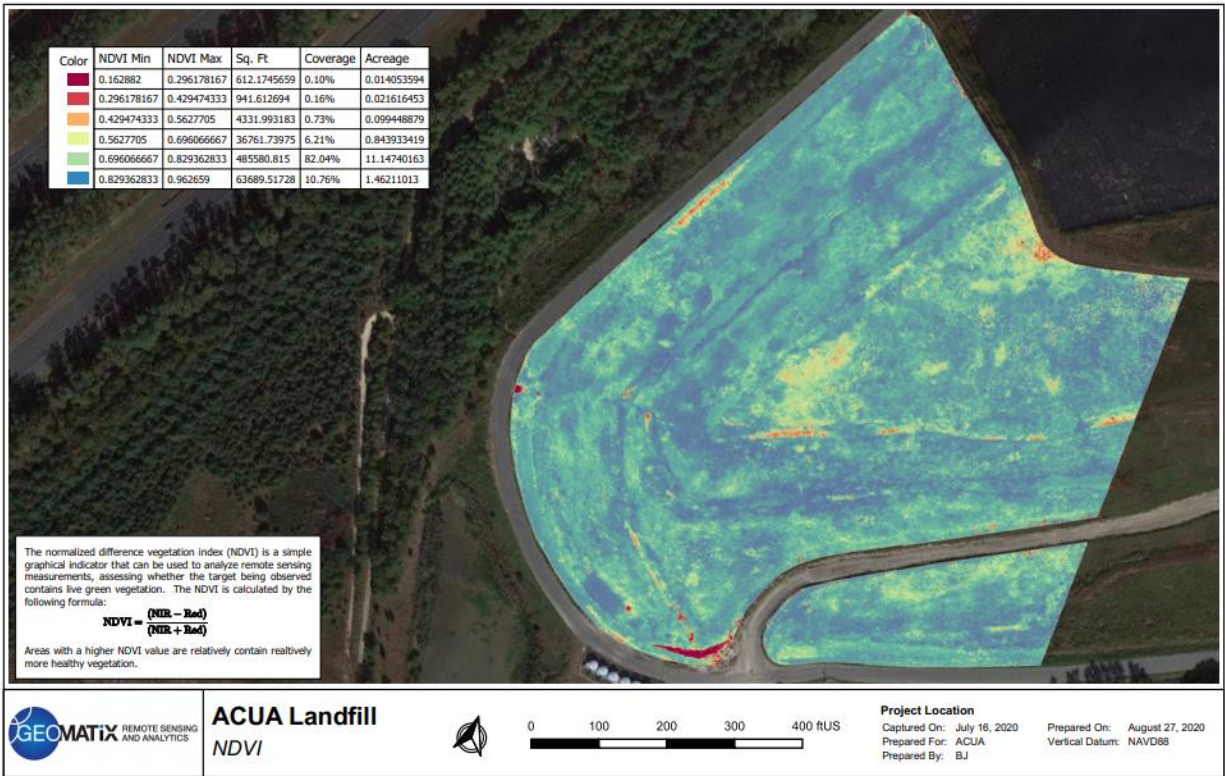 Color NDVI Min NDVI Max Sq. Ft Coverage Acreage
0.162882 0.296178167 612.1745659 0.10% 0.014053594
0.296178167 0.429474333 941.612694 0.16% 0.021616453
0.429474333 0.5627705 4331.993183 0.73% 0.099448879
0.5627705 0.696066667 36761.73975 6.21% 0.843933419
0.696066667 0.829362833 485580.815 82.04% 11.14740163
0.829362833 0.962659 63689.51728 10.76% 1.46211013
The normalized difference vegetation index (NDVI) is a simple
graphical indicator that can be used to analyze remote sensing
measurements, assessing whether the target being observed
contains live green vegetation. The NDVI is calculated by the
following formula:
NDVI = (NIR − Red)
(NIR + Red)
Areas with a higher NDVI value are relatively contain realtively
more healthy vegetation.
GEOMATiX REMOTE SENSING
AND ANALYTICS
ACUA Landfill
NDVI
0 100 200 300 400 ftUS
Project Location
Captured On: July 16, 2020 Prepared On: August 27, 2020
Prepared For: ACUA Vertical Datum: NAVD88
Prepared By: BJ